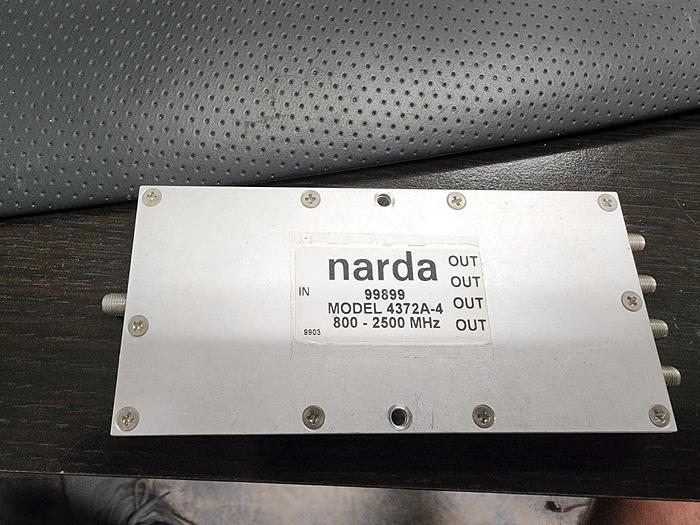 narda
IN
99899
MODEL 4372A-4
800 - 2500 MHz
9903
OUT
OUT
OUT
OUT